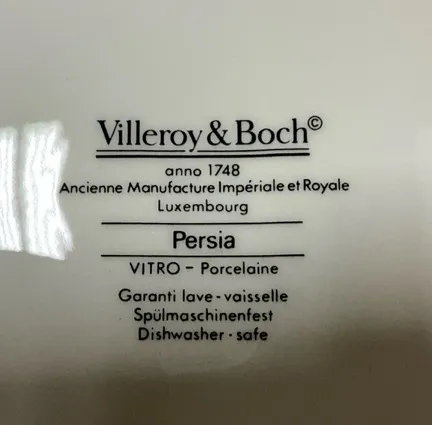 Villeroy & Boch©
anno 1748
Ancienne Manufacture Impériale et Royale
Luxembourg
Persia
VITRO - Porcelaine
Garanti lave - vaisselle
Spülmaschinenfest
Dishwasher - safe